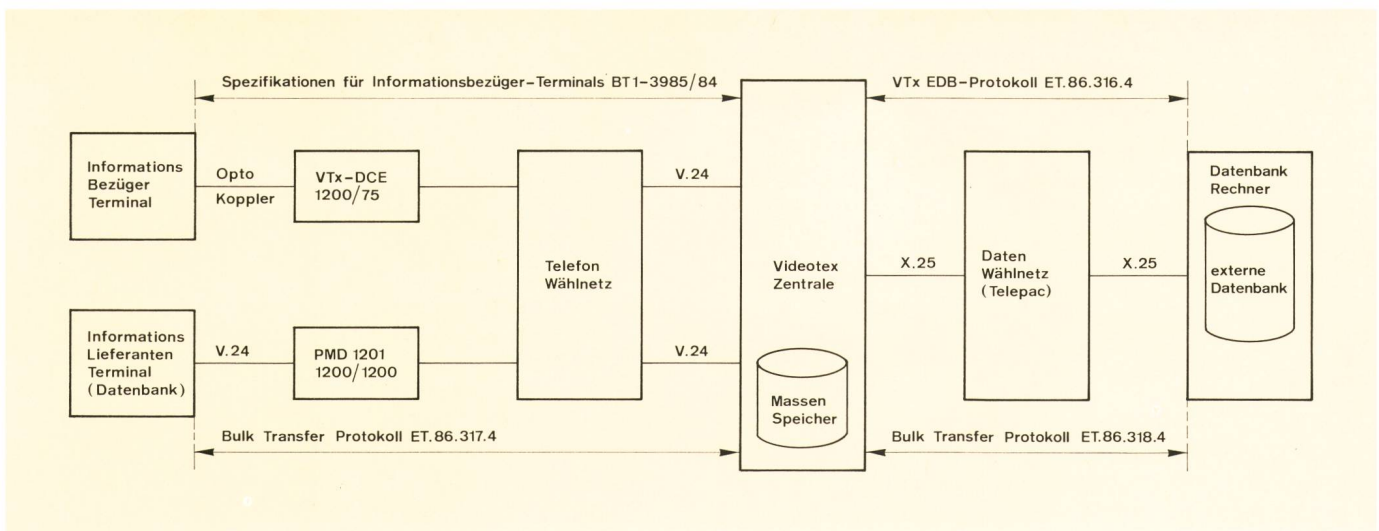 Spezifikationen für Informationsbezüger-Terminals BT1-3985/84
VTx EDB-Protokoll ET.86.316.4
Informations
Bezüger
Terminal
Opto
Koppler
VTx-DCE
1200/75
V.24
Telefon
Wählnetz
Videotex
Zentrale
X.25
Daten
Wählnetz
(Telepac)
X.25
Datenbank
Rechner
externe
Datenbank
Informations
Lieferanten
Terminal
(Datenbank)
V.24
PMD 1201
1200/1200
V.24
Massen
Speicher
Bulk Transfer Protokoll ET.86.317.4
Bulk Transfer Protokoll ET.86.318.4